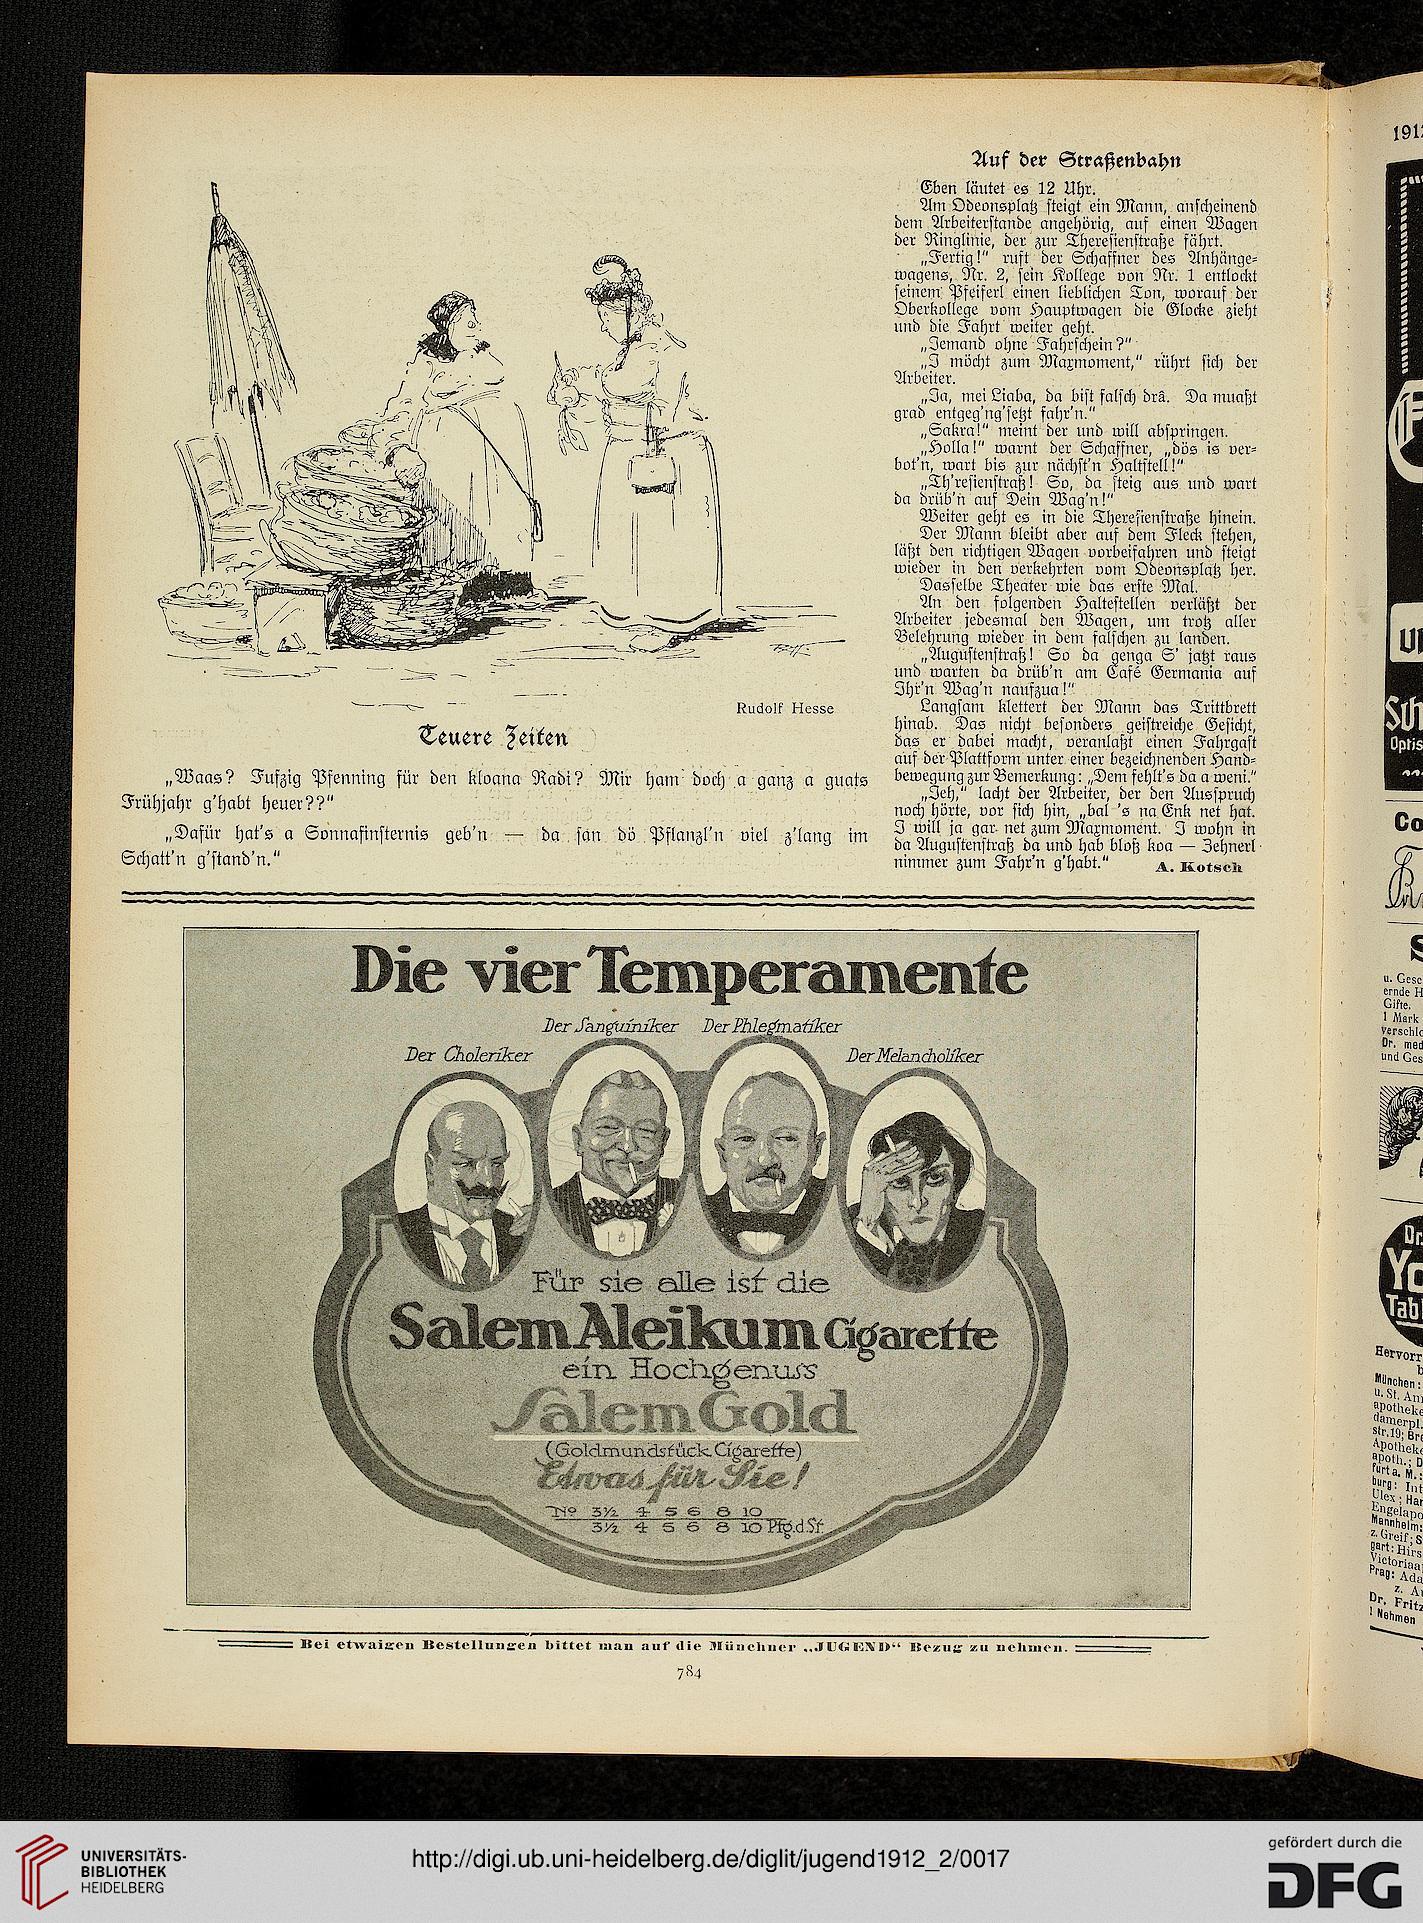 Rudolf Hesse
Teuere Zeiten
„Waas? Fufzig Pfenning für den kloana Radi? Mir ham doch a ganz a guats
Frühjahr g'habt heuer??"
„Dafür hat's a Sonnafinsternis geb'n — da san dö Pflanzl'n viel z'lang im
Schatt'n g'stand'n."
Auf der Straßenbahn
Eben läutet es 12 Uhr.
Am Odeonsplatz steigt ein Mann, anscheinend
dem Arbeiterstande angehörig, auf einen Wagen
der Ringlinie, der zur Theresienstraße fährt.
„Fertig!" ruft der Schaffner des Anhänge-
wagens, Nr. 2, sein Kollege von Nr. 1 entlockt
seinem Pfeiferl einen lieblichen Ton, worauf der
Oberkollege vom Hauptwagen die Glocke zieht
und die Fahrt weiter geht.
„Jemand ohne Fahrschein?"
„I möcht zum Maxmoment," rührt sich der
Arbeiter.
„Ja, mei Liaba, da bist falsch drâ. Da muaßt
grad entgeg'ng'setzt fahr'n."
„Sakra!" meint der und will abspringen.
„Holla!" warnt der Schaffner, „dös is ver-
bot'n, wart bis zur nächst'n Haltstell!"
„Th'resienstraß! So, da steig aus und wart
da drüb'n auf Dein Wag'n!"
Weiter geht es in die Theresienstraße hinein.
Der Mann bleibt aber auf dem Fleck stehen,
läßt den richtigen Wagen vorbeifahren und steigt
wieder in den verkehrten vom Odeonsplatz her.
Dasselbe Theater wie das erste Mal.
An den folgenden Haltestellen verläßt der
Arbeiter jedesmal den Wagen, um trotz aller
Belehrung wieder in dem falschen zu landen.
„Augustenstraß! So da genga S' jatzt raus
und warten da drüb'n am Café Germania auf
Ihr'n Wag'n naufzua!"
Langsam klettert der Mann das Trittbrett
hinab. Das nicht besonders geistreiche Gesicht,
das er dabei macht, veranlaßt einen Fahrgast
auf der Plattform unter einer bezeichnenden Hand-
bewegung zur Bemerkung: „Dem fehlt's da a weni."
„Jeh," lacht der Arbeiter, der den Ausspruch
noch hörte, vor sich hin, „bal 's na Enk net hat.
I will ja gar net zum Maxmoment. I wohn in
da Augustenstraß da und hab bloß koa — Zehnerl
nimmer zum Fahr'n g'habt."
A. Kotsch
Die vier Temperamente
Der Sanguiniker Der Phlegmatiker
Der Choleriker Der Melancholiker
Für sie alle ist die
Salem Aleikum Cigarette
ein Hochgenuss
Salem Gold
(Goldmundstück-Cigarette)
Etwas für Sie!
No 3½ 4 5 6 8 10
3½ 4 5 6 8 10 Pfg.d.St.
Bei etwaigen Bestellungen bittet man auf die Münchner „JUGEND" Bezug zu nehmen.
784
UNIVERSITÄTS-
BIBLIOTHEK
HEIDELBERG
http://digi.ub.uni-heidelberg.de/diglit/jugend1912_2/0017
gefördert durch die
DFG